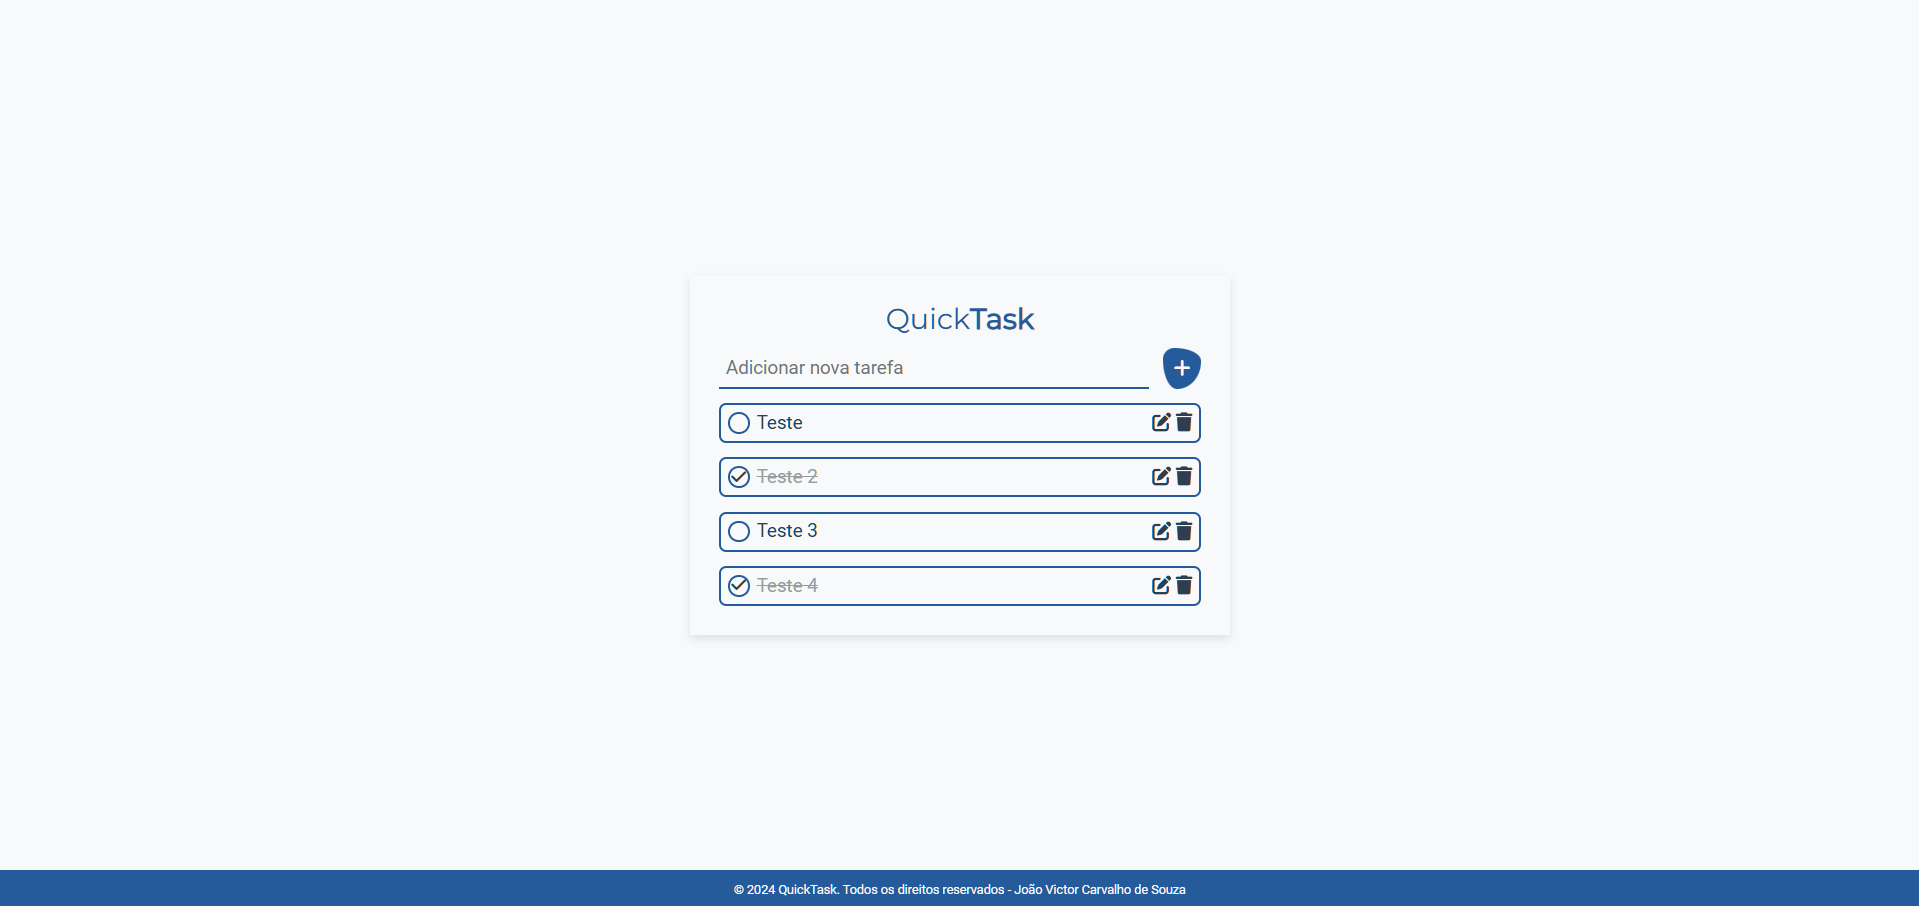 QuickTask
Adicionar nova tarefa
Teste
Teste 2
Teste 3
Teste 4
© 2024 QuickTask. Todos os direitos reservados - João Victor Carvalho de Souza